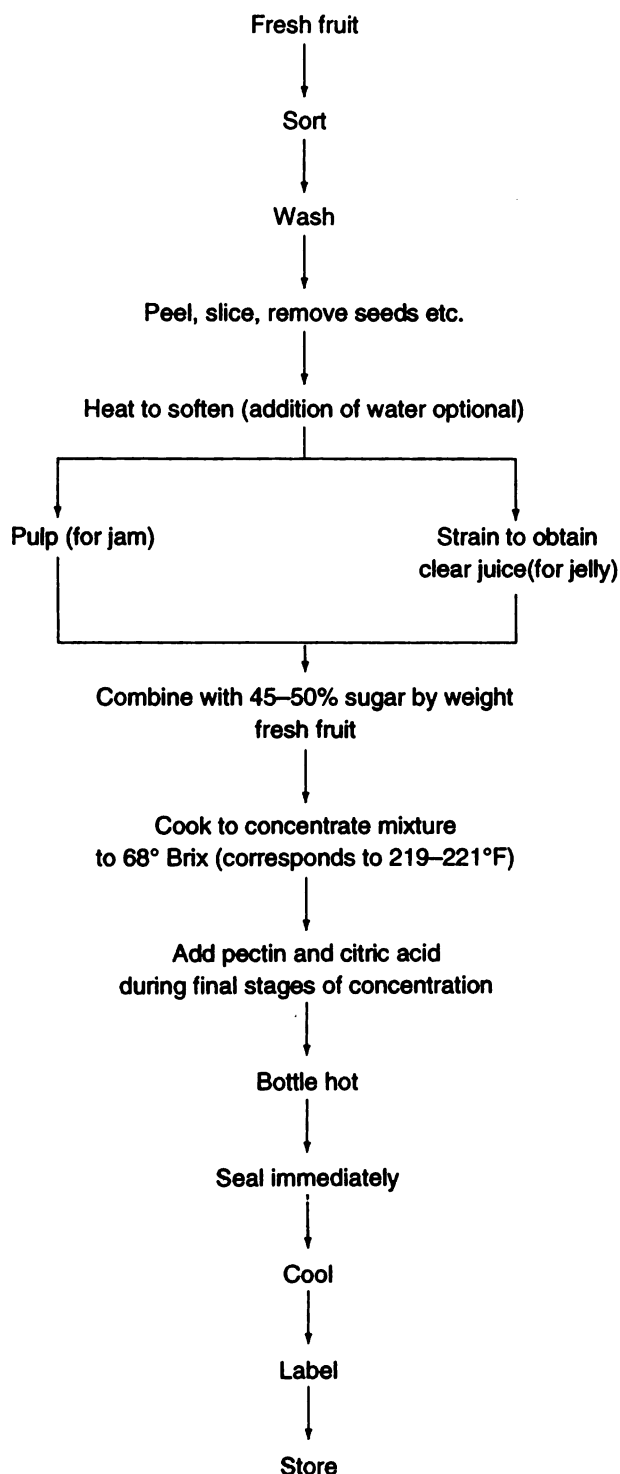 Fresh fruit
Sort
Wash
Peel, slice, remove seeds etc.
Heat to soften (addition of water optional)
Pulp (for jam)
Strain to obtain
clear juice(for jelly)
Combine with 45–50% sugar by weight
fresh fruit
Cook to concentrate mixture
to 68° Brix (corresponds to 219–221°F)
Add pectin and citric acid
during final stages of concentration
Bottle hot
Seal immediately
Cool
Label
Store